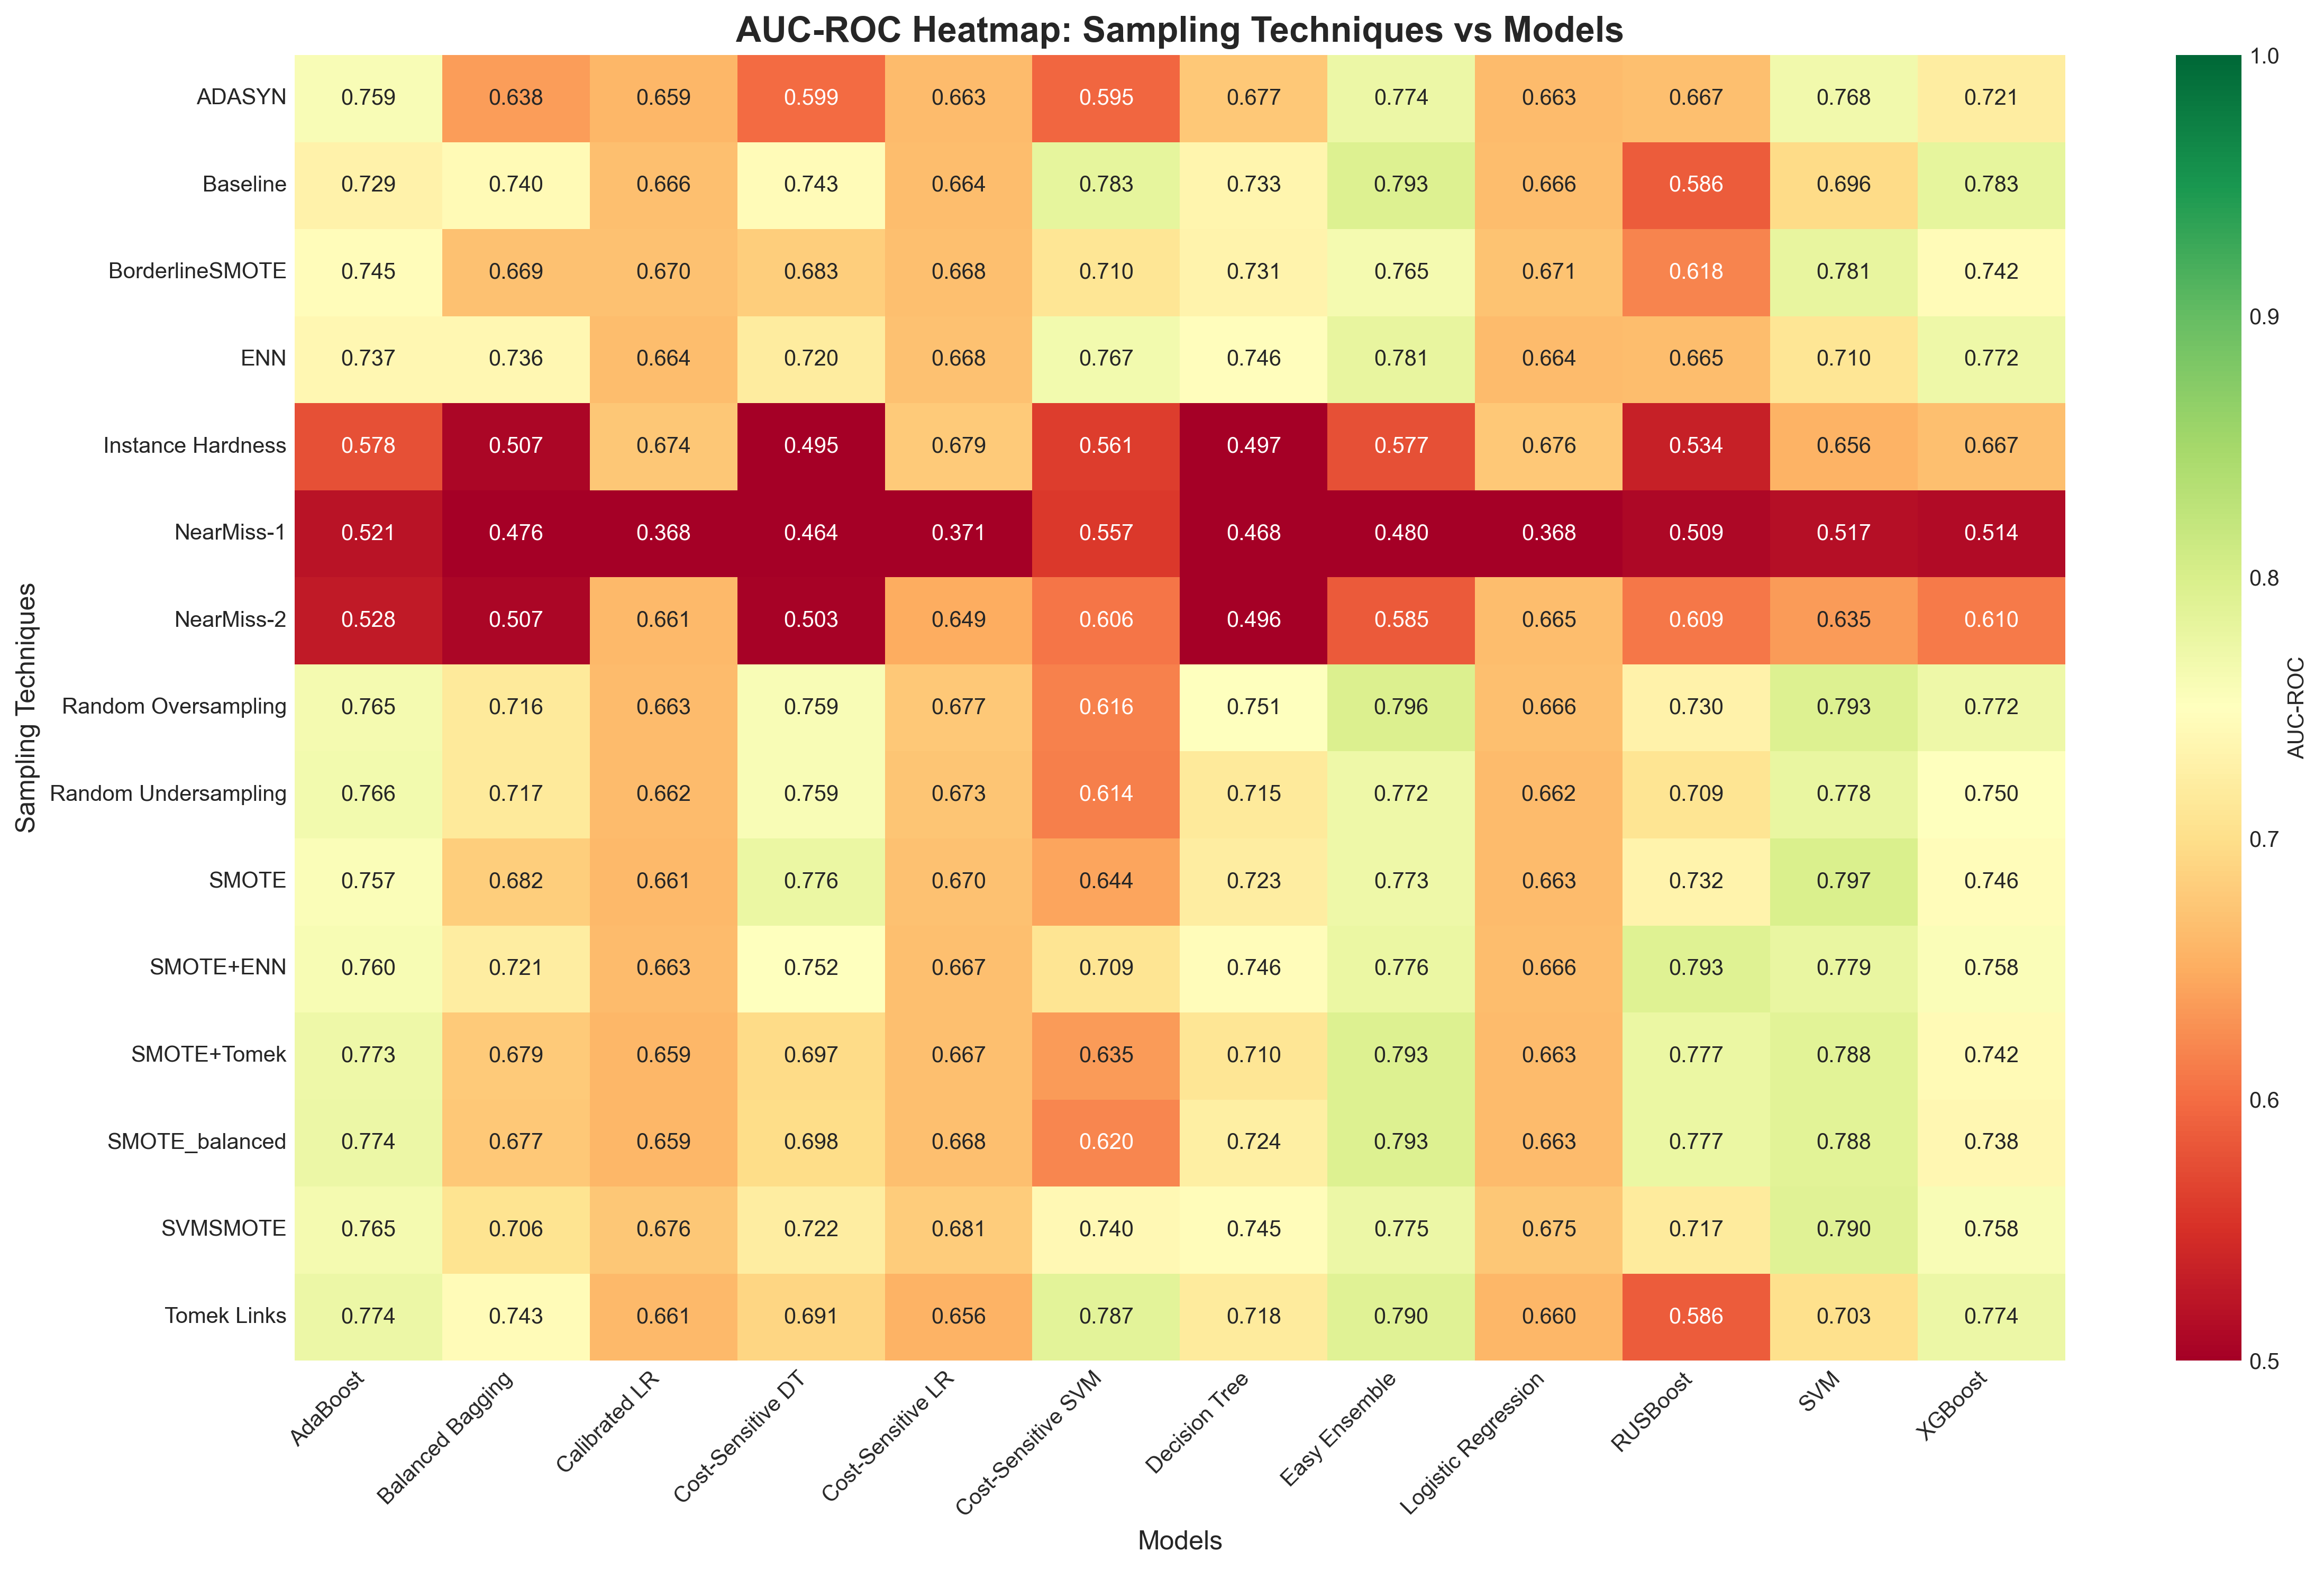 AUC-ROC Heatmap: Sampling Techniques vs Models
ADASYN 0.759 0.638 0.659 0.599 0.663 0.595 0.677 0.774 0.663 0.667 0.768 0.721
Baseline 0.729 0.740 0.666 0.743 0.664 0.783 0.733 0.793 0.666 0.586 0.696 0.783
BorderlineSMOTE 0.745 0.669 0.670 0.683 0.668 0.710 0.731 0.765 0.671 0.618 0.781 0.742
ENN 0.737 0.736 0.664 0.720 0.668 0.767 0.746 0.781 0.664 0.665 0.710 0.772
Instance Hardness 0.578 0.507 0.674 0.495 0.679 0.561 0.497 0.577 0.676 0.534 0.656 0.667
NearMiss-1 0.521 0.476 0.368 0.464 0.371 0.557 0.468 0.480 0.368 0.509 0.517 0.514
NearMiss-2 0.528 0.507 0.661 0.503 0.649 0.606 0.496 0.585 0.665 0.609 0.635 0.610
Random Oversampling 0.765 0.716 0.663 0.759 0.677 0.616 0.751 0.796 0.666 0.730 0.793 0.772
Random Undersampling 0.766 0.717 0.662 0.759 0.673 0.614 0.715 0.772 0.662 0.709 0.778 0.750
SMOTE 0.757 0.682 0.661 0.776 0.670 0.644 0.723 0.773 0.663 0.732 0.797 0.746
SMOTE+ENN 0.760 0.721 0.663 0.752 0.667 0.709 0.746 0.776 0.666 0.793 0.779 0.758
SMOTE+Tomek 0.773 0.679 0.659 0.697 0.667 0.635 0.710 0.793 0.663 0.777 0.788 0.742
SMOTE_balanced 0.774 0.677 0.659 0.698 0.668 0.620 0.724 0.793 0.663 0.777 0.788 0.738
SVMSMOTE 0.765 0.706 0.676 0.722 0.681 0.740 0.745 0.775 0.675 0.717 0.790 0.758
Tomek Links 0.774 0.743 0.661 0.691 0.656 0.787 0.718 0.790 0.660 0.586 0.703 0.774
Sampling Techniques
AdaBoost
Balanced Bagging
Calibrated LR
Cost-Sensitive DT
Cost-Sensitive LR
Cost-Sensitive SVM
Decision Tree
Easy Ensemble
Logistic Regression
RUSBoost
SVM
XGBoost
Models
1.0
0.9
0.8
0.7
0.6
0.5
AUC-ROC